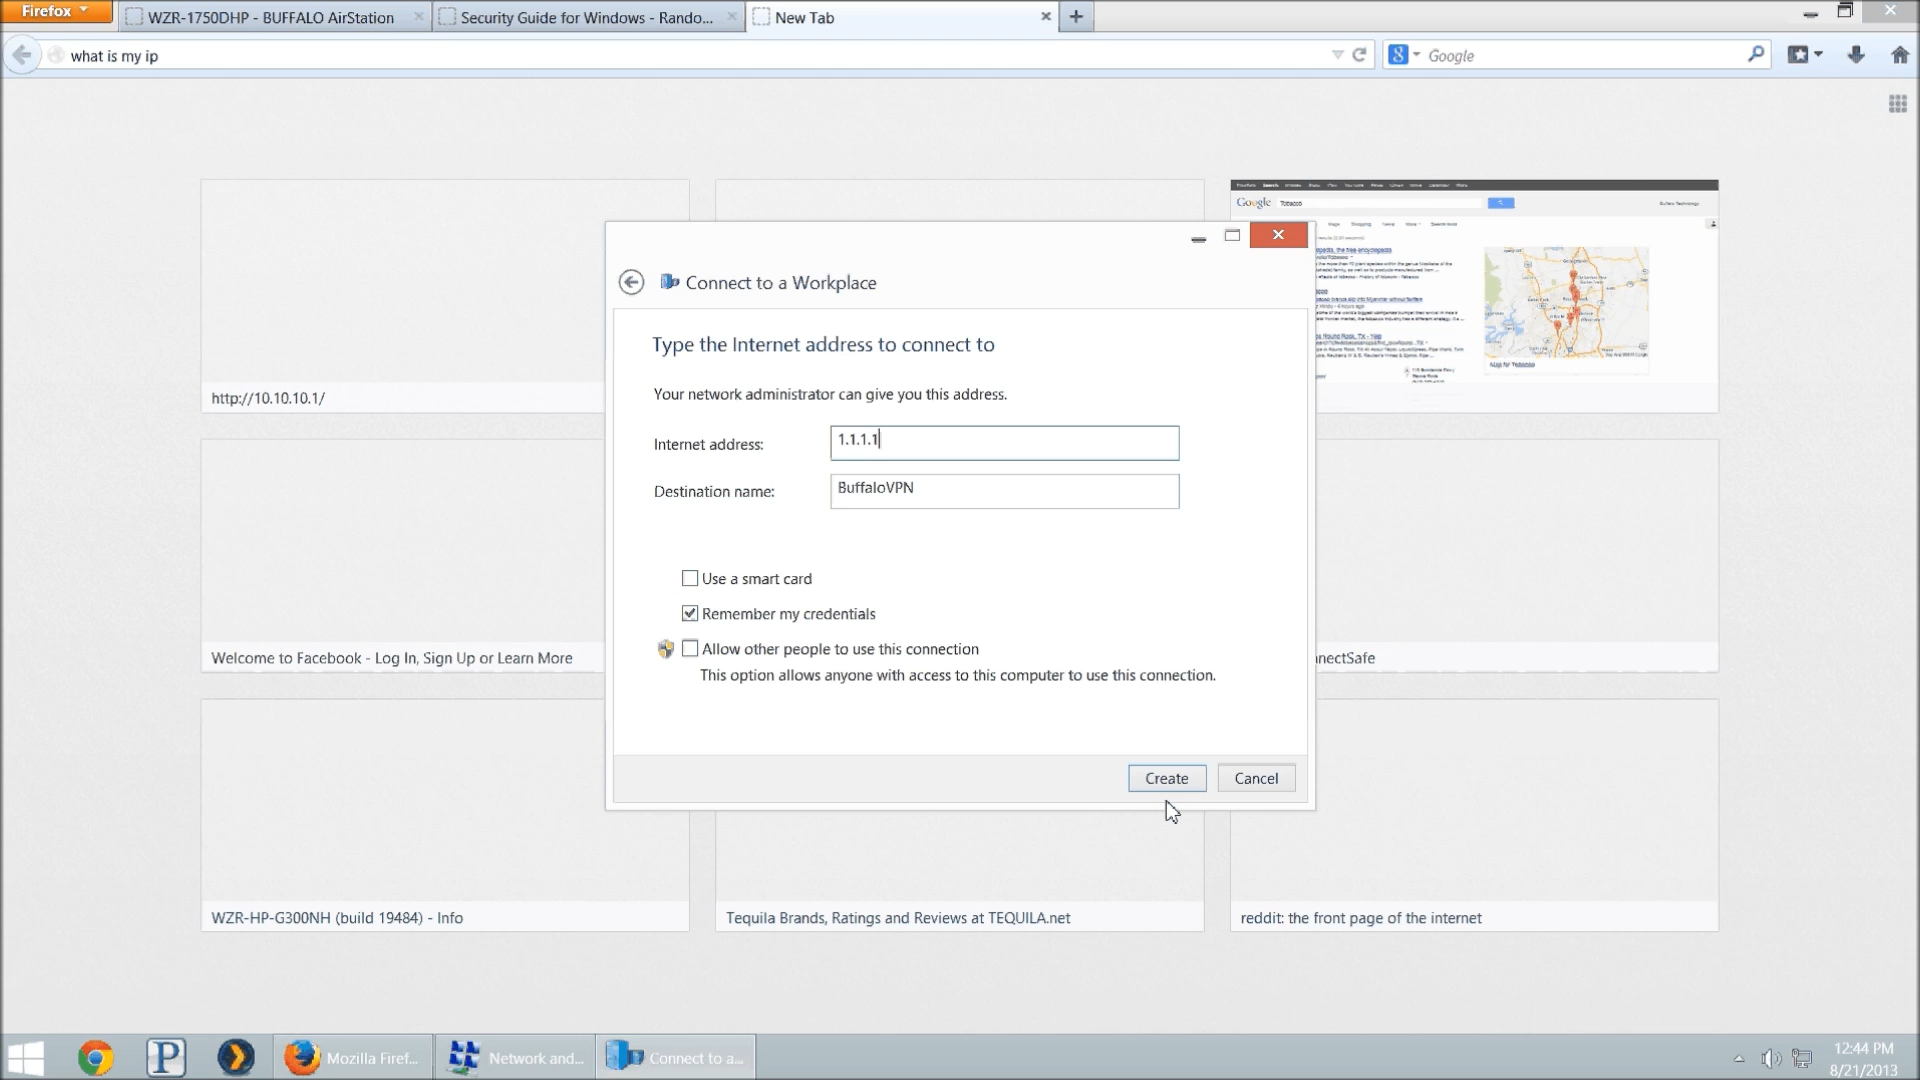 Firefox
WZR-1750DHP - BUFFALO AirStation
Security Guide for Windows - Rando...
New Tab
what is my ip
Google
Google
Tobacco
http://10.10.10.1/
Map for Tobacco
Connect to a Workplace
Type the Internet address to connect to
Your network administrator can give you this address.
Internet address:
1.1.1.1
Destination name:
BuffaloVPN
Use a smart card
Remember my credentials
Allow other people to use this connection
This option allows anyone with access to this computer to use this connection.
Create
Cancel
Welcome to Facebook - Log In, Sign Up or Learn More
nnectSafe
WZR-HP-G300NH (build 19484) - Info
Tequila Brands, Ratings and Reviews at TEQUILA.net
reddit: the front page of the internet
Mozilla Firef...
Network and...
Connect to a...
12:44 PM
8/21/2013